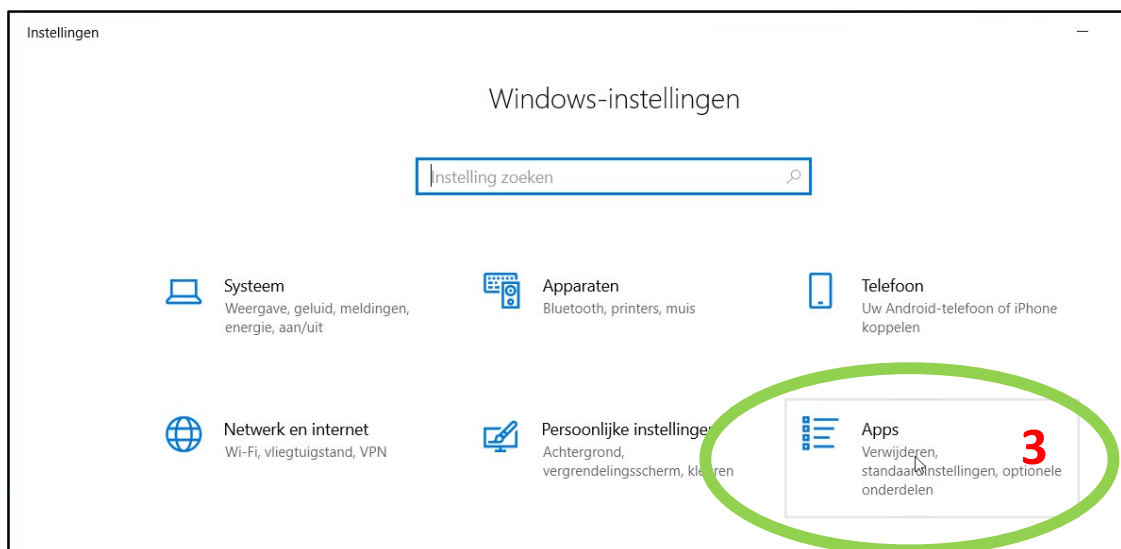 Instellingen
Windows-instellingen
Instelling zoeken
Systeem
Weergave, geluid, meldingen,
energie, aan/uit
Apparaten
Bluetooth, printers, muis
Telefoon
Uw Android-telefoon of iPhone
koppelen
Netwerk en internet
Wi-Fi, vliegtuigstand, VPN
Persoonlijke instellingen
Achtergrond,
vergrendelingsscherm, kleuren
Apps
Verwijderen,
standaardinstellingen, optionele
onderdelen
3